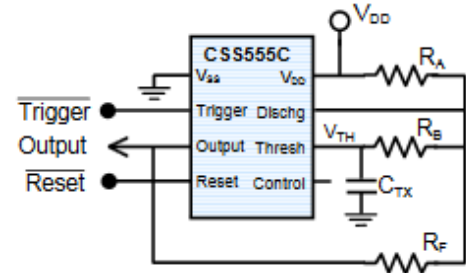 VDD
CSS555C
RA
Vss VDD
Trigger Trigger Dischg
Output Output Thresh VTH RB
Reset Reset Control CTX
RF